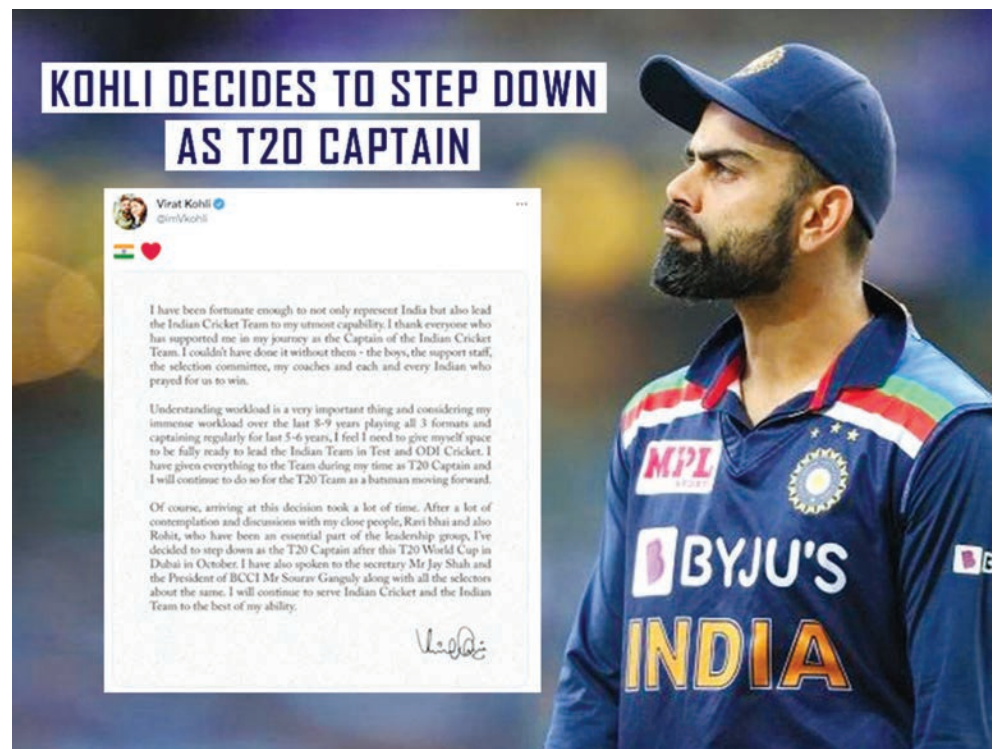 KOHLI DECIDES TO STEP DOWN
AS T20 CAPTAIN
Virat Kohli
@imVkohli
I have been fortunate enough to not only represent India but also lead
the Indian Cricket Team to my utmost capability. I thank everyone who
has supported me in my journey as the Captain of the Indian Cricket
Team. I couldn't have done it without them - the boys, the support staff,
the selection committee, my coaches and each and every Indian who
prayed for us to win.
Understanding workload is a very important thing and considering my
immense workload over the last 8-9 years playing all 3 formats and
captaining regularly for last 5-6 years, I feel I need to give myself space
to be fully ready to lead the Indian Team in Test and ODI Cricket. I
have given everything to the Team during my time as T20 Captain and
I will continue to do so for the T20 Team as a batsman moving forward.
Of course, arriving at this decision took a lot of time. After a lot of
contemplation and discussions with my close people, Ravi bhai and also
Rohit, who have been an essential part of the leadership group, I've
decided to step down as the T20 Captain after this T20 World Cup in
Dubai in October. I have also spoken to the secretary Mr Jay Shah and
the President of BCCI Mr Sourav Ganguly along with all the selectors
about the same. I will continue to serve Indian Cricket and the Indian
Team to the best of my ability.
MPL
BYJU'S
INDIA